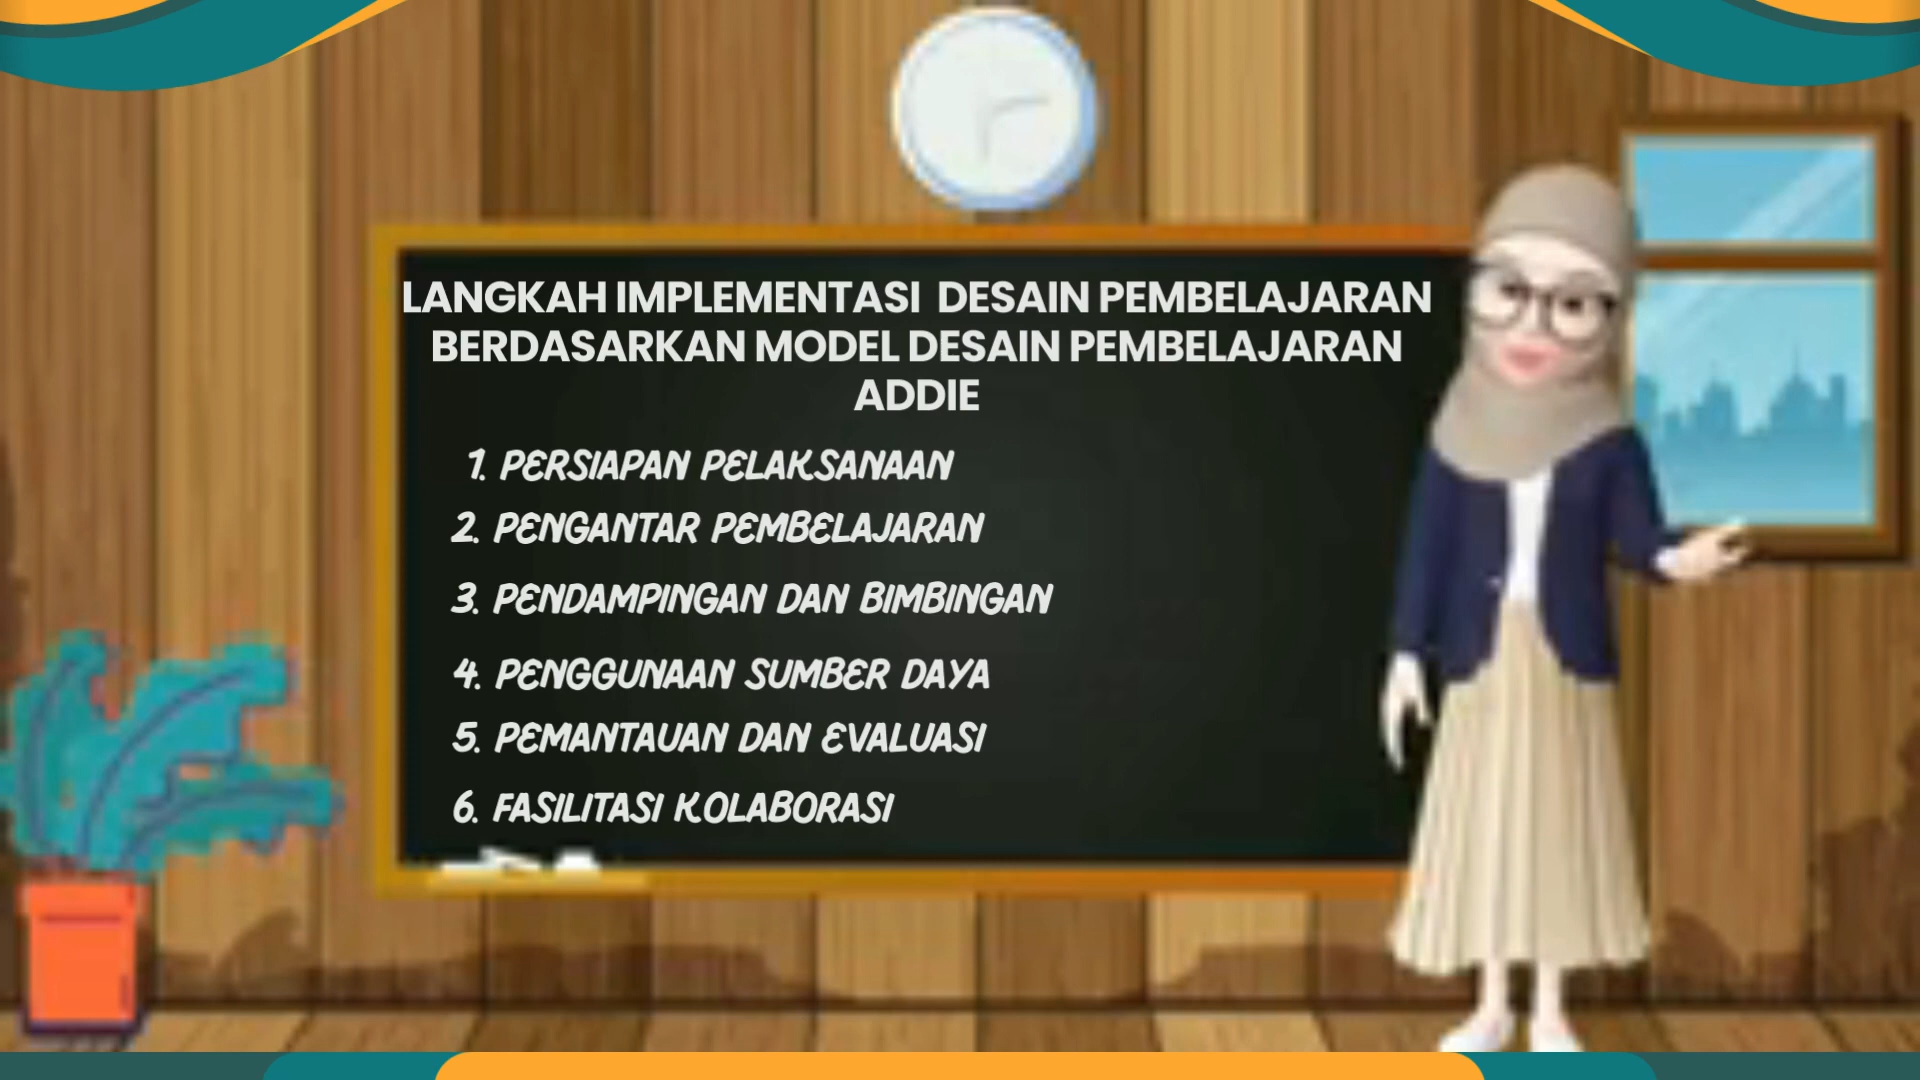 LANGKAH IMPLEMENTASI DESAIN PEMBELAJARAN
BERDASARKAN MODEL DESAIN PEMBELAJARAN
ADDIE
1. PERSIAPAN PELAKSANAAN
2. PENGANTAR PEMBELAJARAN
3. PENDAMPINGAN DAN BIMBINGAN
4. PENGGUNAAN SUMBER DAYA
5. PEMANTAUAN DAN EVALUASI
6. FASILITASI KOLABORASI